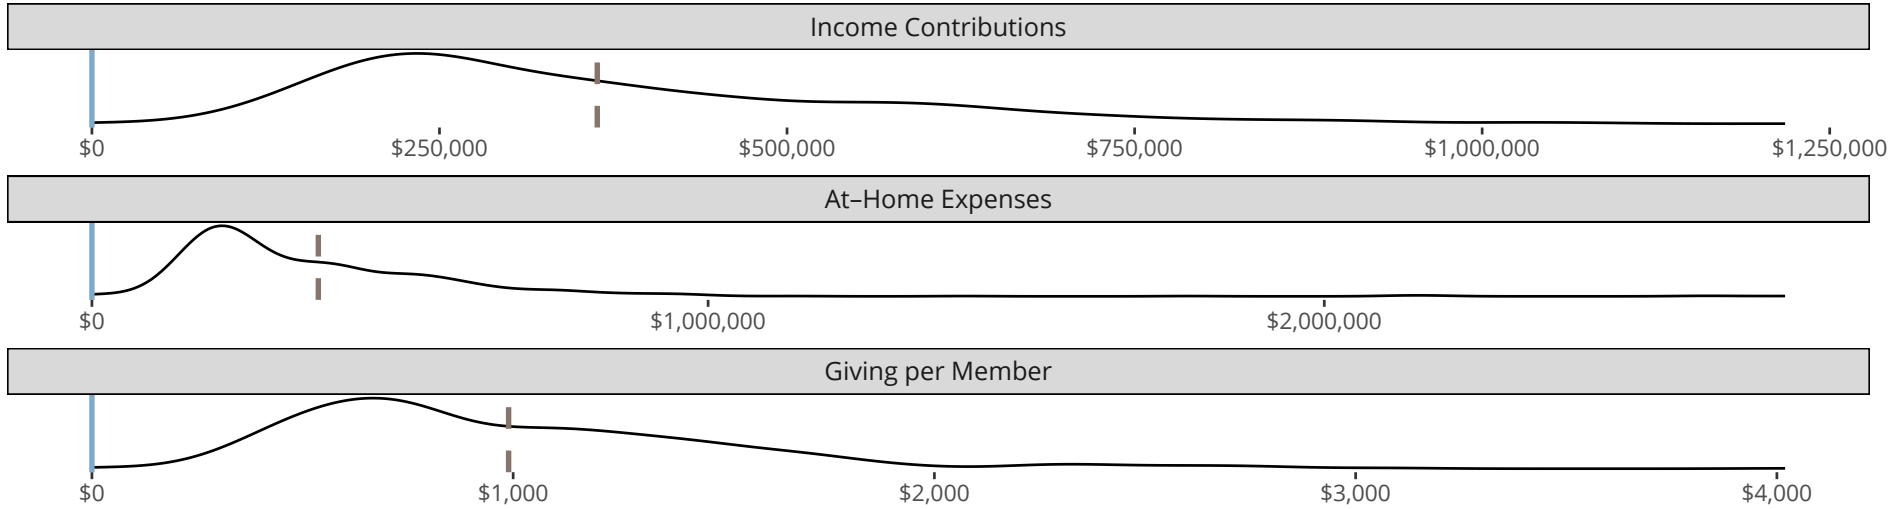 Income Contributions
$0 $250,000 $500,000 $750,000 $1,000,000 $1,250,000
At–Home Expenses
$0 $1,000,000 $2,000,000
Giving per Member
$0 $1,000 $2,000 $3,000 $4,000